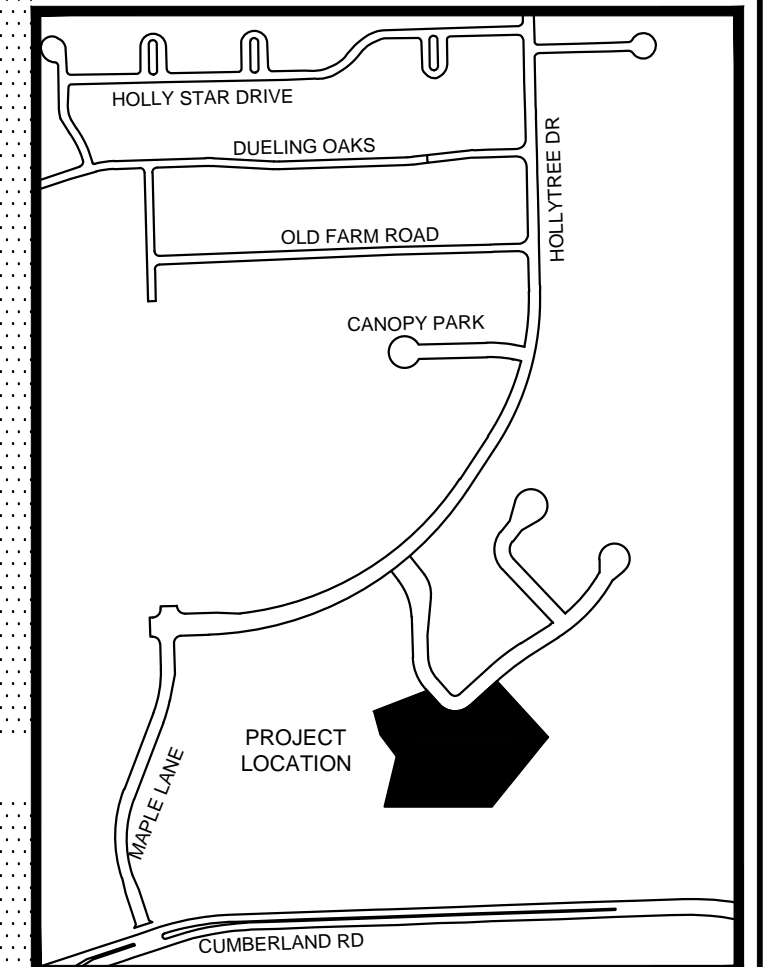 HOLLY STAR DRIVE
DUELING OAKS
HOLLYTREE DR
OLD FARM ROAD
CANOPY PARK
PROJECT
LOCATION
MAPLE LANE
CUMBERLAND RD